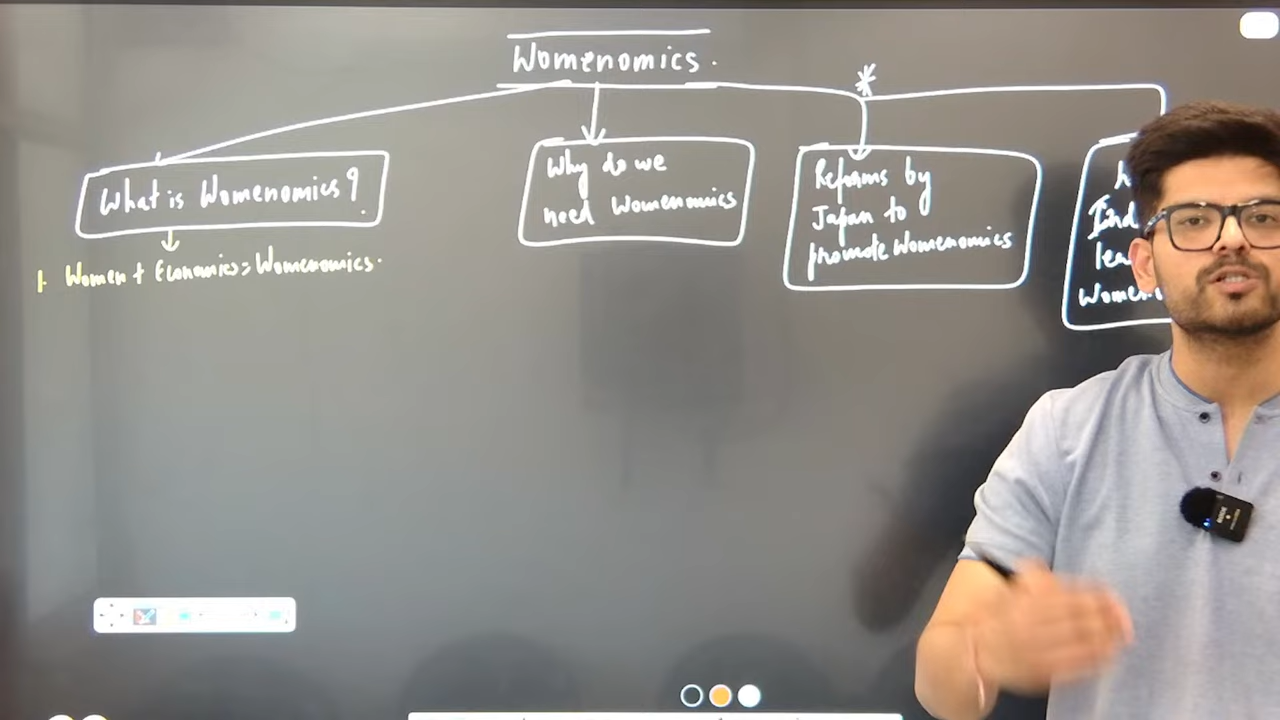 Womenomics.
*
What is Womenomics?
1. Women + Economics = Womenomics.
Why do we
need Womenomics
Reforms by
Japan to
promote Womenomics